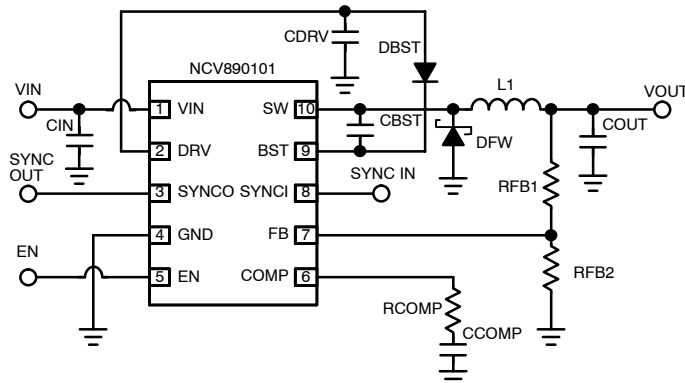 CDRV
DBST
NCV890101
L1
VIN
VOUT
1 VIN
SW 10
CIN
CBST
COUT
DFW
2 DRV
BST 9
SYNC
OUT
SYNC IN
3 SYNCO
SYNCI 8
RFB1
4 GND
FB 7
EN
RFB2
5 EN
COMP 6
RCOMP
CCOMP